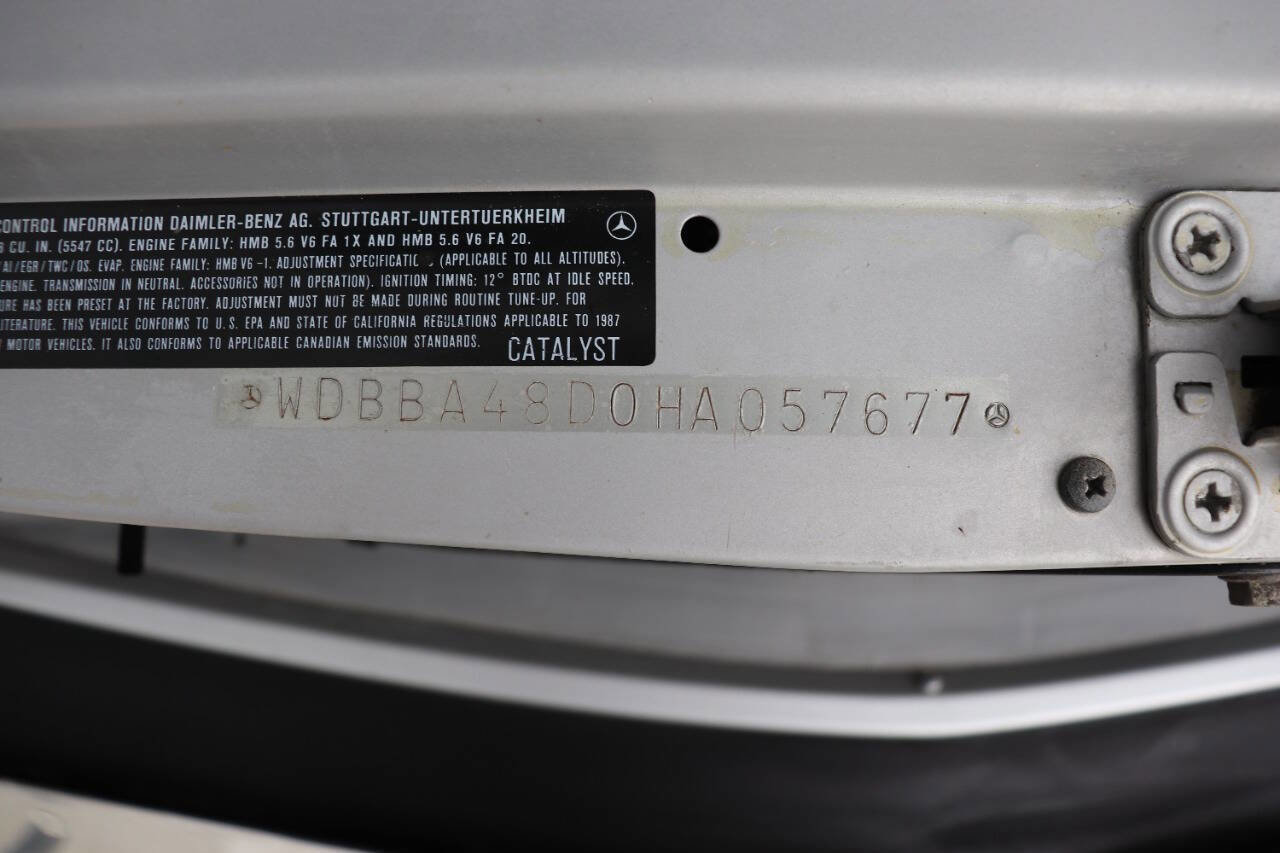 CONTROL INFORMATION DAIMLER-BENZ AG. STUTTGART-UNTERTUERKHEIM
CU. IN. (5547 CC). ENGINE FAMILY: HMB 5.6 V6 FA 1X AND HMB 5.6 V6 FA 20.
/AI/EGR/TWC/OS. EVAP. ENGINE FAMILY: HMB V6 -1. ADJUSTMENT SPECIFICATIC . (APPLICABLE TO ALL ALTITUDES).
ENGINE. TRANSMISSION IN NEUTRAL. ACCESSORIES NOT IN OPERATION). IGNITION TIMING: 12° BTDC AT IDLE SPEED.
URE HAS BEEN PRESET AT THE FACTORY. ADJUSTMENT MUST NOT BE MADE DURING ROUTINE TUNE-UP. FOR
LITERATURE. THIS VEHICLE CONFORMS TO U.S. EPA AND STATE OF CALIFORNIA REGULATIONS APPLICABLE TO 1987
MOTOR VEHICLES. IT ALSO CONFORMS TO APPLICABLE CANADIAN EMISSION STANDARDS.
CATALYST
WDBBA48D0HA057677